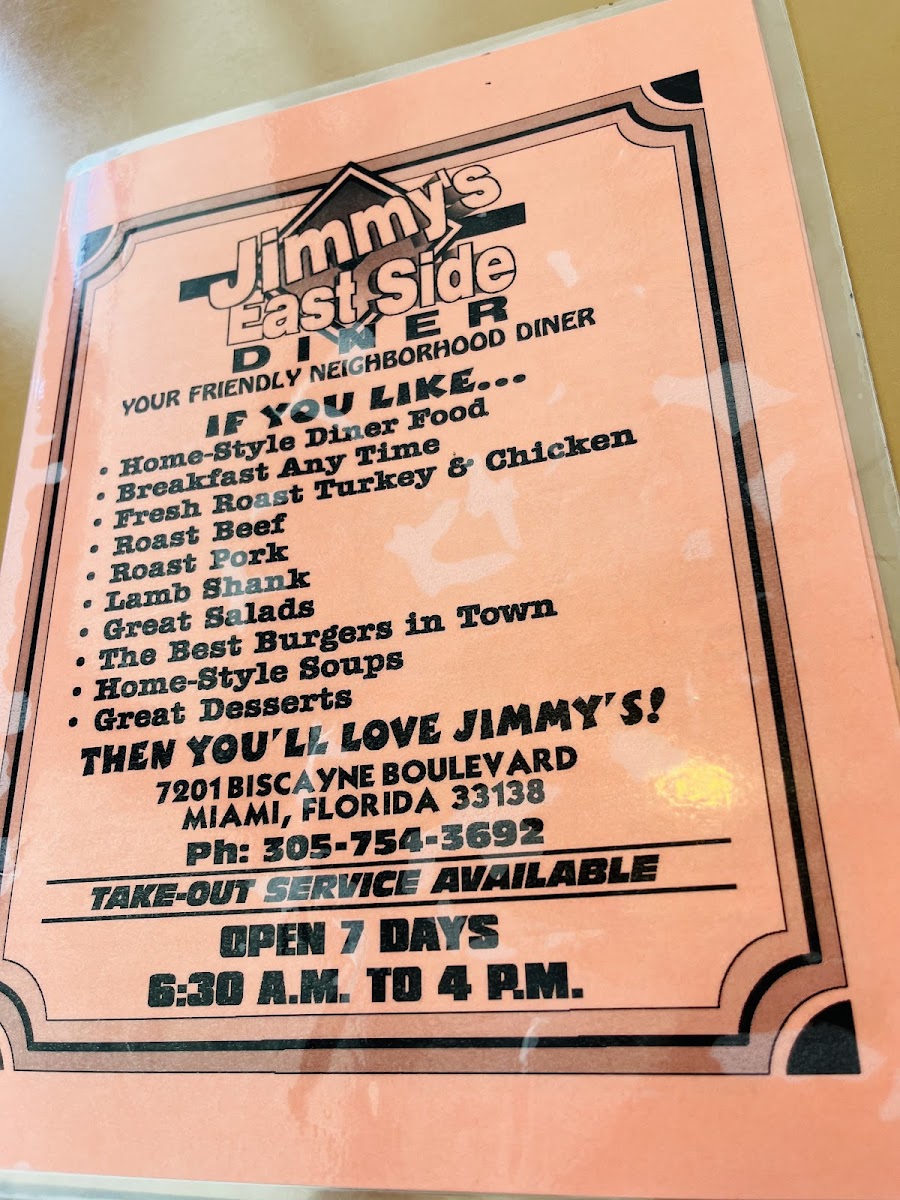 Jimmy's
East Side
DINER
YOUR FRIENDLY NEIGHBORHOOD DINER
IF YOU LIKE...
• Home-Style Diner Food
• Breakfast Any Time
• Fresh Roast Turkey & Chicken
• Roast Beef
• Roast Pork
• Lamb Shank
• Great Salads
• The Best Burgers in Town
• Home-Style Soups
• Great Desserts
THEN YOU'LL LOVE JIMMY'S!
7201 BISCAYNE BOULEVARD
MIAMI, FLORIDA 33138
Ph: 305-754-3692
TAKE-OUT SERVICE AVAILABLE
OPEN 7 DAYS
6:30 A.M. TO 4 P.M.